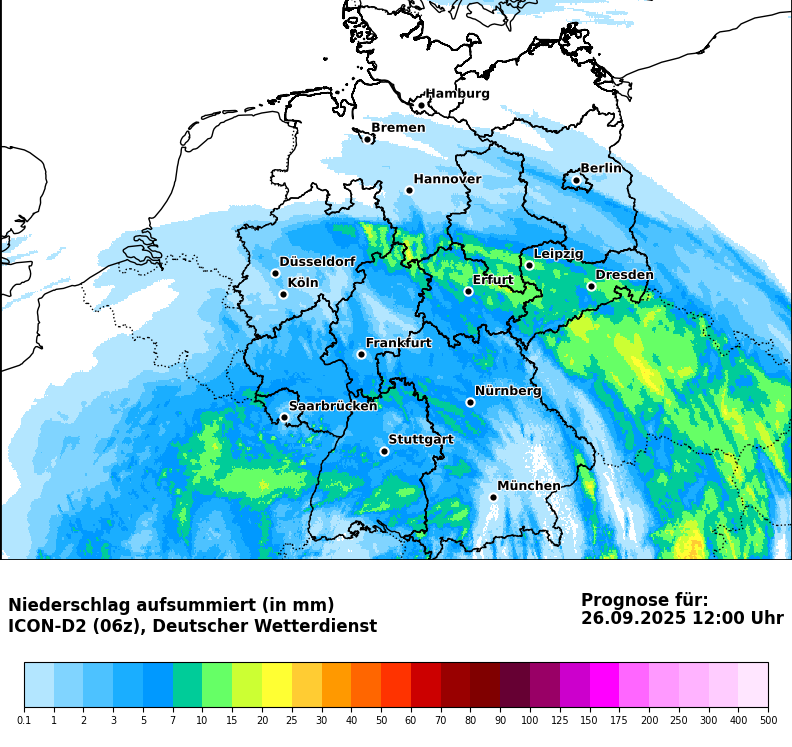 Hamburg
Bremen
Berlin
Hannover
Leipzig
Düsseldorf
Dresden
Köln
Erfurt
Frankfurt
Nürnberg
Saarbrücken
Stuttgart
München
Niederschlag aufsummiert (in mm)
ICON-D2 (06z), Deutscher Wetterdienst
Prognose für:
26.09.2025 12:00 Uhr
0.1 1 2 3 5 7 10 15 20 25 30 40 50 60 70 80 90 100 125 150 175 200 250 300 400 500